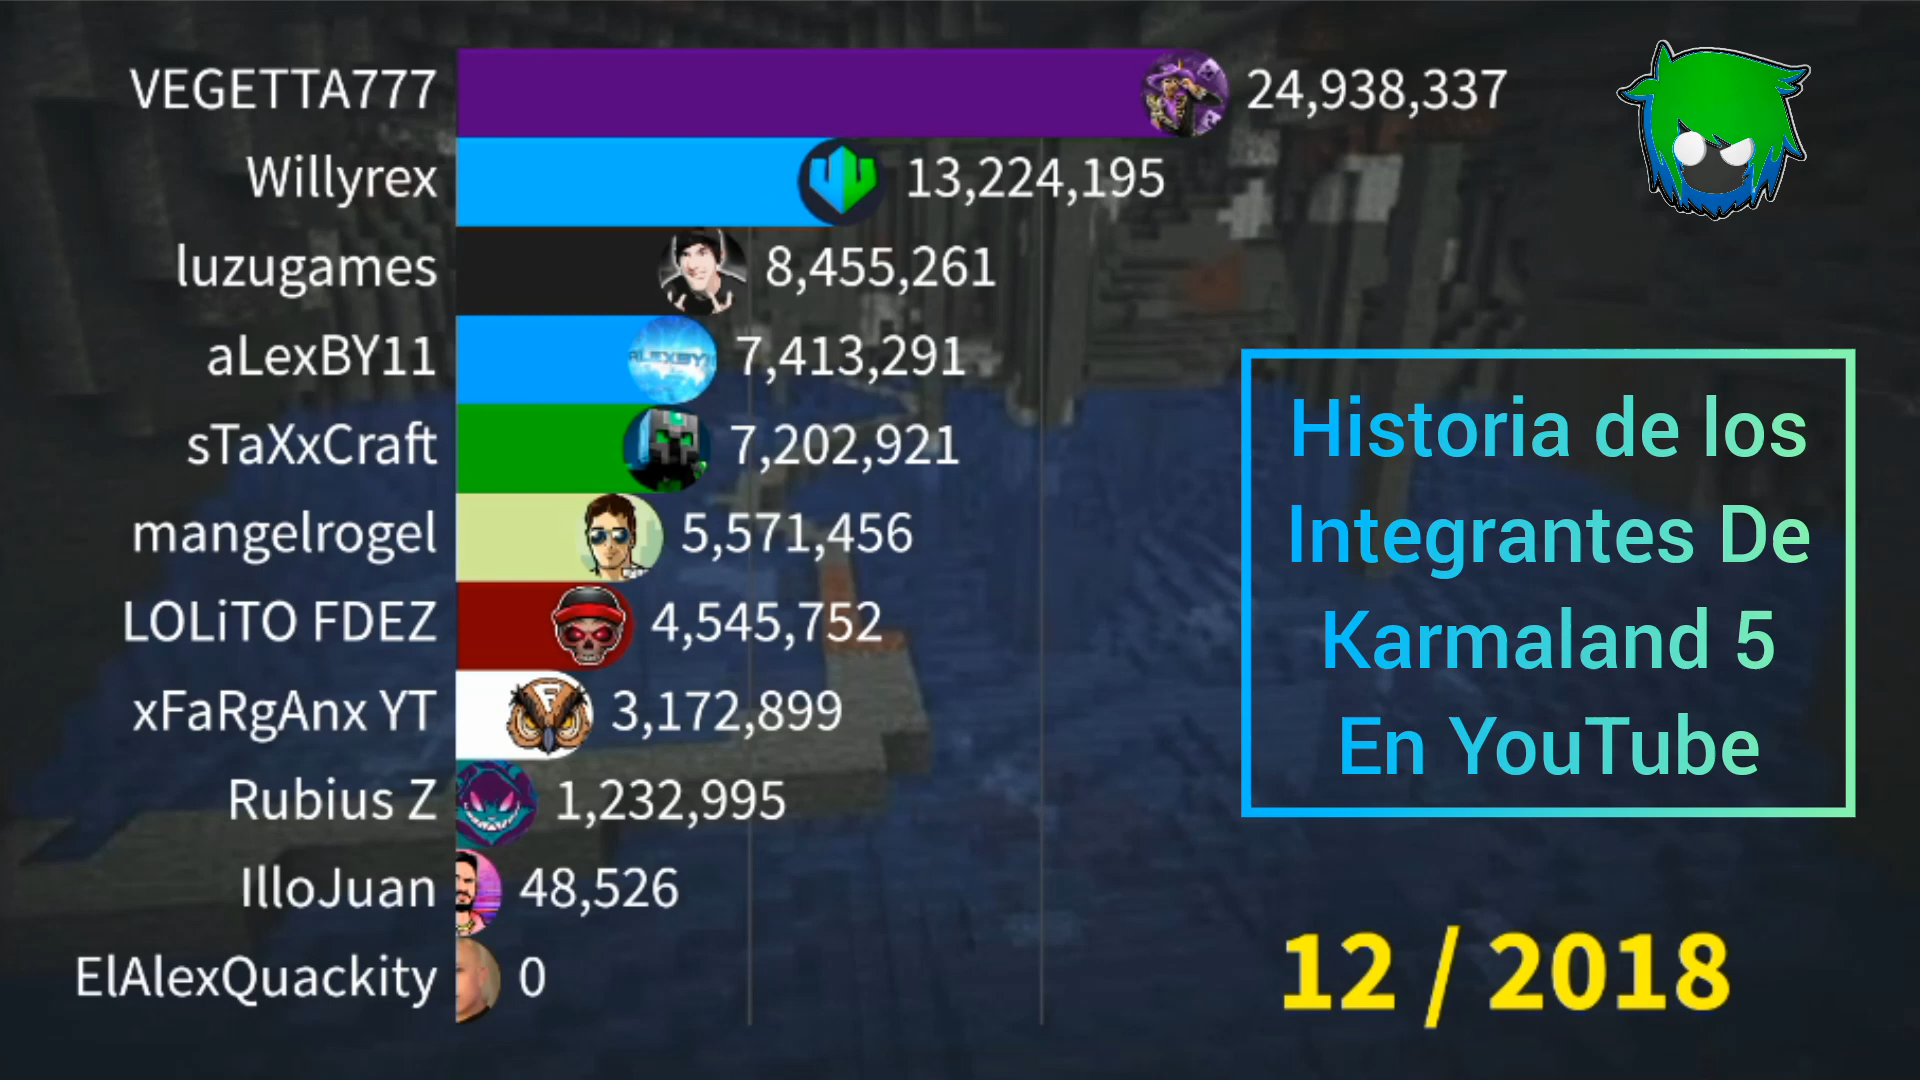 VEGETTA777 24,938,337
Willyrex 13,224,195
luzugames 8,455,261
aLexBY11 7,413,291
sTaXxCraft 7,202,921
mangelrogel 5,571,456
LOLiTO FDEZ 4,545,752
xFaRgAnx YT 3,172,899
Rubius Z 1,232,995
IlloJuan 48,526
ElAlexQuackity 0
Historia de los
Integrantes De
Karmaland 5
En YouTube
12 / 2018